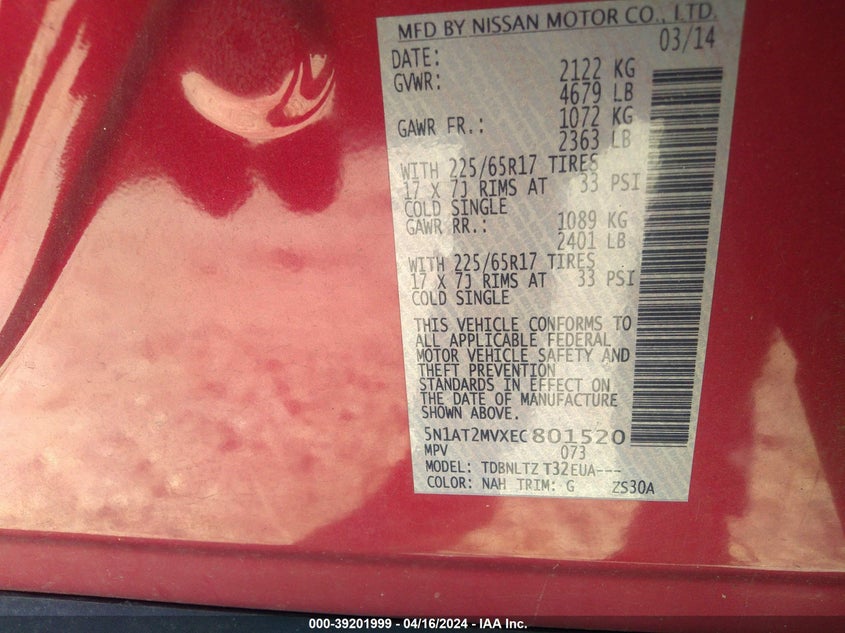 MFD BY NISSAN MOTOR CO., LTD.
DATE: 03/14
GVWR: 2122 KG
4679 LB
GAWR FR.: 1072 KG
2363 LB
WITH 225/65R17 TIRES
17 X 7J RIMS AT 33 PSI
COLD SINGLE
GAWR RR.: 1089 KG
2401 LB
WITH 225/65R17 TIRES
17 X 7J RIMS AT 33 PSI
COLD SINGLE
THIS VEHICLE CONFORMS TO
ALL APPLICABLE FEDERAL
MOTOR VEHICLE SAFETY AND
THEFT PREVENTION
STANDARDS IN EFFECT ON
THE DATE OF MANUFACTURE
SHOWN ABOVE.
5N1AT2MVXEC801520
MPV 073
MODEL: TDBNLTZ T32EUA---
COLOR: NAH TRIM: G ZS30A
000-39201999 - 04/16/2024 - IAA Inc.